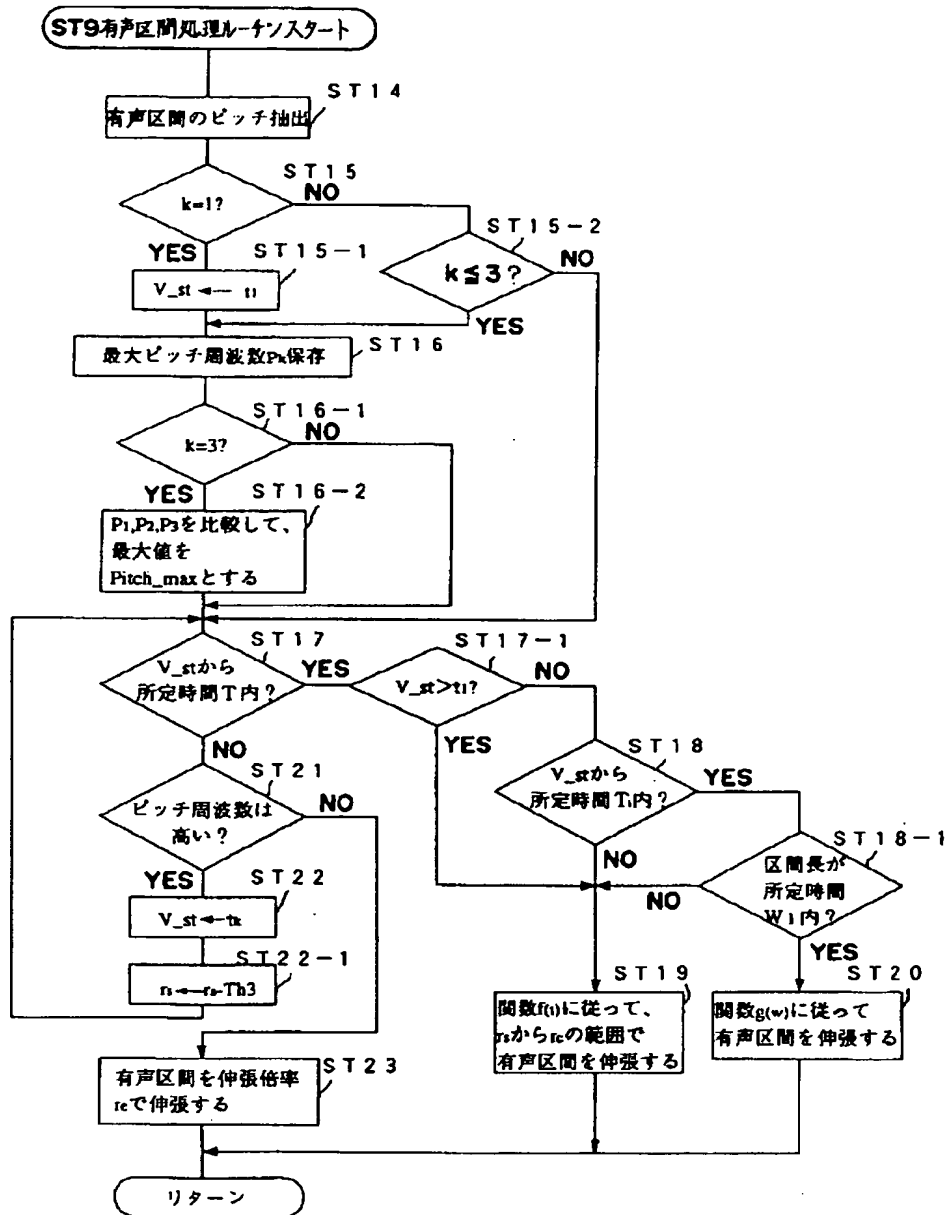 ST9有声区間処理ルーチンスタート
ST14
有声区間のピッチ抽出
ST15
k=1?
NO
YES
ST15-1
V_st ← t1
ST15-2
k≦3?
NO
YES
ST16
最大ピッチ周波数Pk保存
ST16-1
k=3?
NO
YES
ST16-2
P1,P2,P3を比較して、
最大値を
Pitch_maxとする
ST17
V_stから
所定時間T内?
YES
NO
ST17-1
V_st>t1?
NO
YES
ST18
V_stから
所定時間Ti内?
YES
NO
ST18-1
区間長が
所定時間
W1内?
NO
YES
ST21
ピッチ周波数は
高い?
NO
YES
ST22
V_st←tk
ST22-1
rs←rs-Th3
ST19
関数f(t)に従って、
rsからreの範囲で
有声区間を伸張する
ST20
関数g(w)に従って
有声区間を伸張する
ST23
有声区間を伸張倍率
reで伸張する
リターン